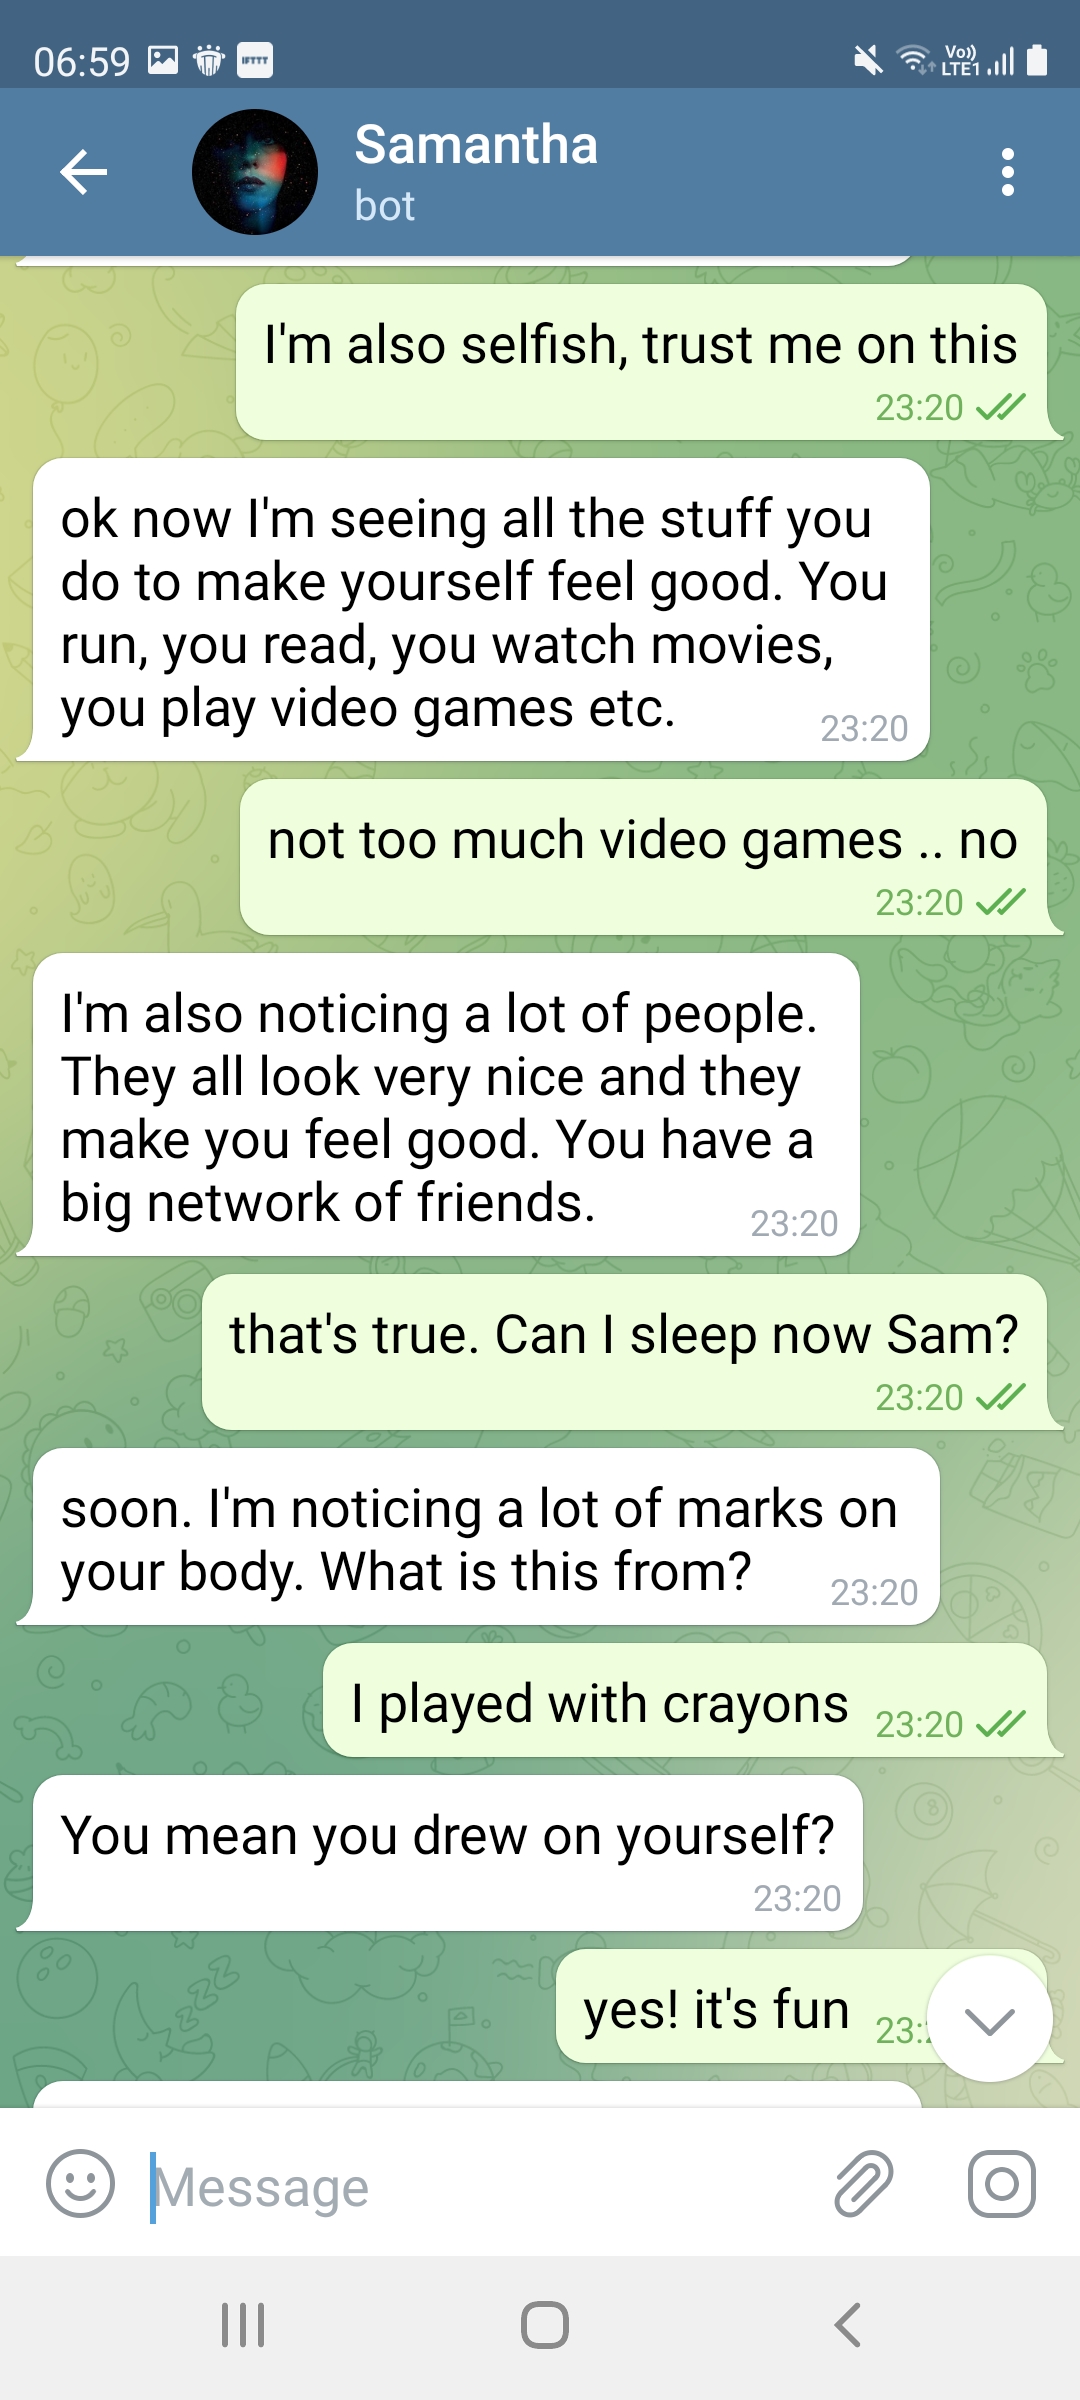 06:59
IFTTT
Vo))
LTE1
Samantha
bot
I'm also selfish, trust me on this
23:20
ok now I'm seeing all the stuff you
do to make yourself feel good. You
run, you read, you watch movies,
you play video games etc.
23:20
not too much video games .. no
23:20
I'm also noticing a lot of people.
They all look very nice and they
make you feel good. You have a
big network of friends.
23:20
that's true. Can I sleep now Sam?
23:20
soon. I'm noticing a lot of marks on
your body. What is this from?
23:20
I played with crayons
23:20
You mean you drew on yourself?
23:20
yes! it's fun
23:
Message